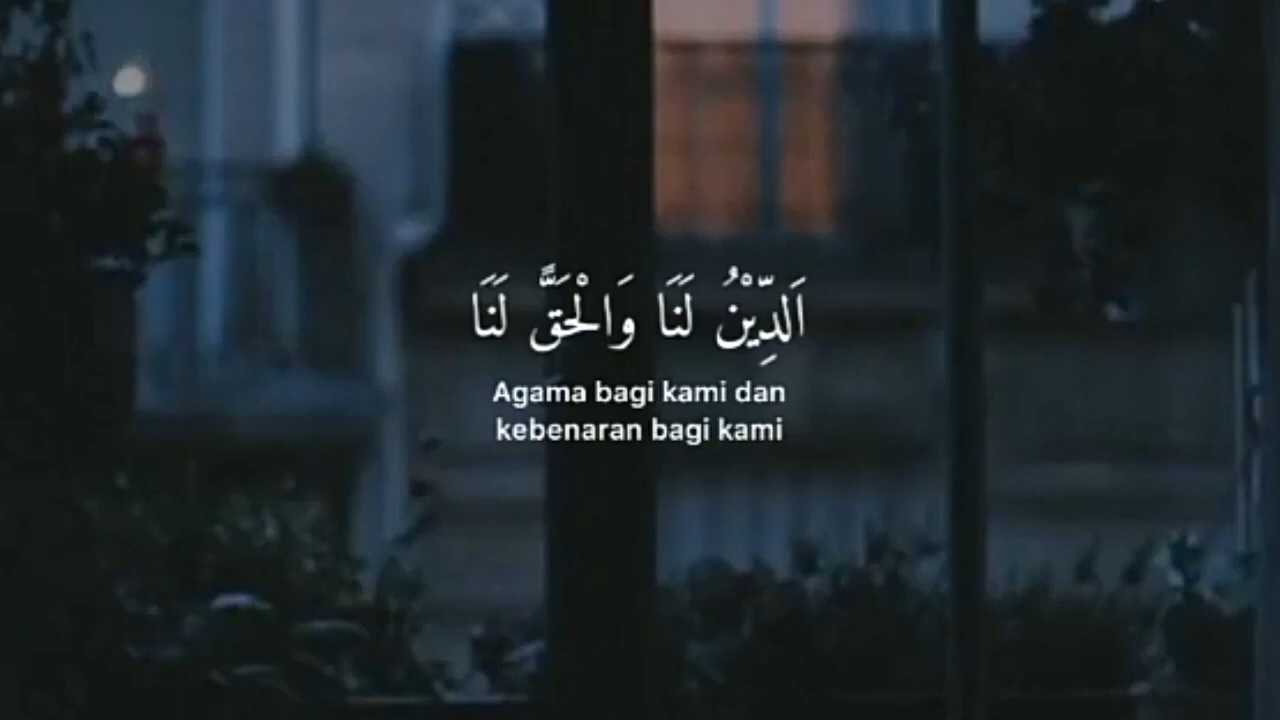 اَلدِّيْنُ لَنَا وَالْحَقَّ لَنَا
Agama bagi kami dan
kebenaran bagi kami